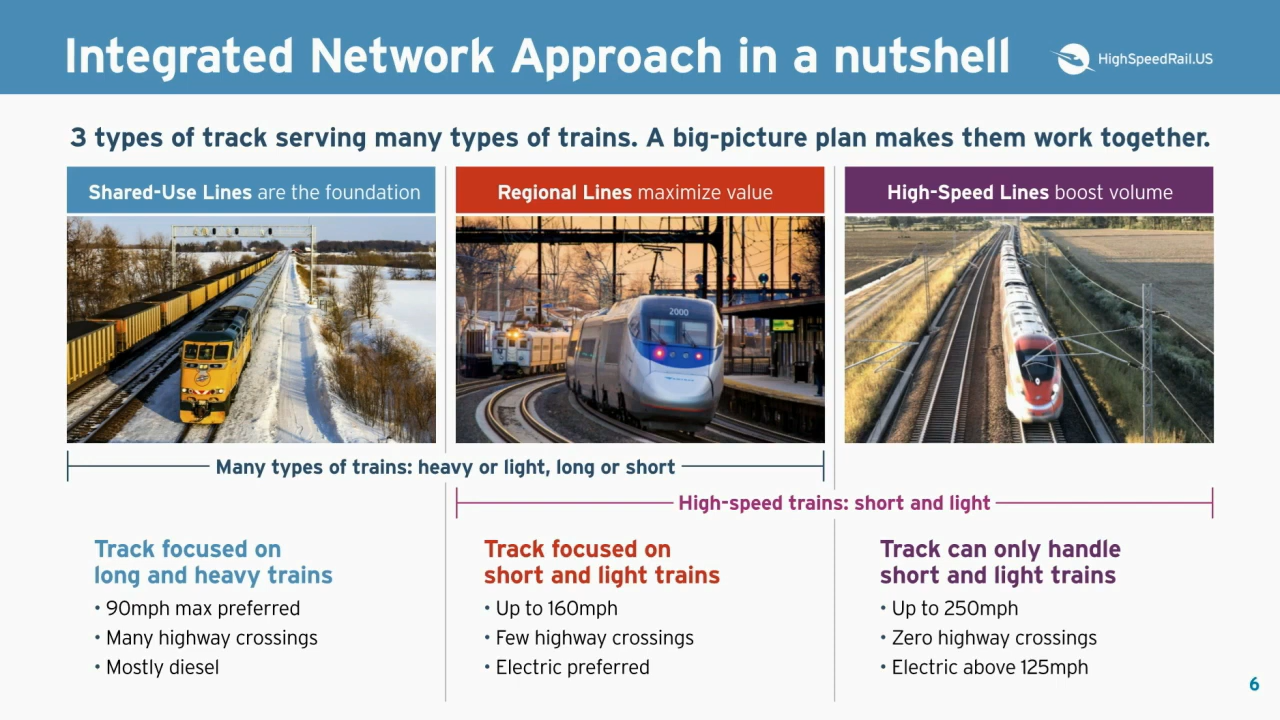 Integrated Network Approach in a nutshell
HighSpeedRail.US
3 types of track serving many types of trains. A big-picture plan makes them work together.
Shared-Use Lines are the foundation
Regional Lines maximize value
High-Speed Lines boost volume
2000
Many types of trains: heavy or light, long or short
High-speed trains: short and light
Track focused on
long and heavy trains
• 90mph max preferred
• Many highway crossings
• Mostly diesel
Track focused on
short and light trains
• Up to 160mph
• Few highway crossings
• Electric preferred
Track can only handle
short and light trains
• Up to 250mph
• Zero highway crossings
• Electric above 125mph
6